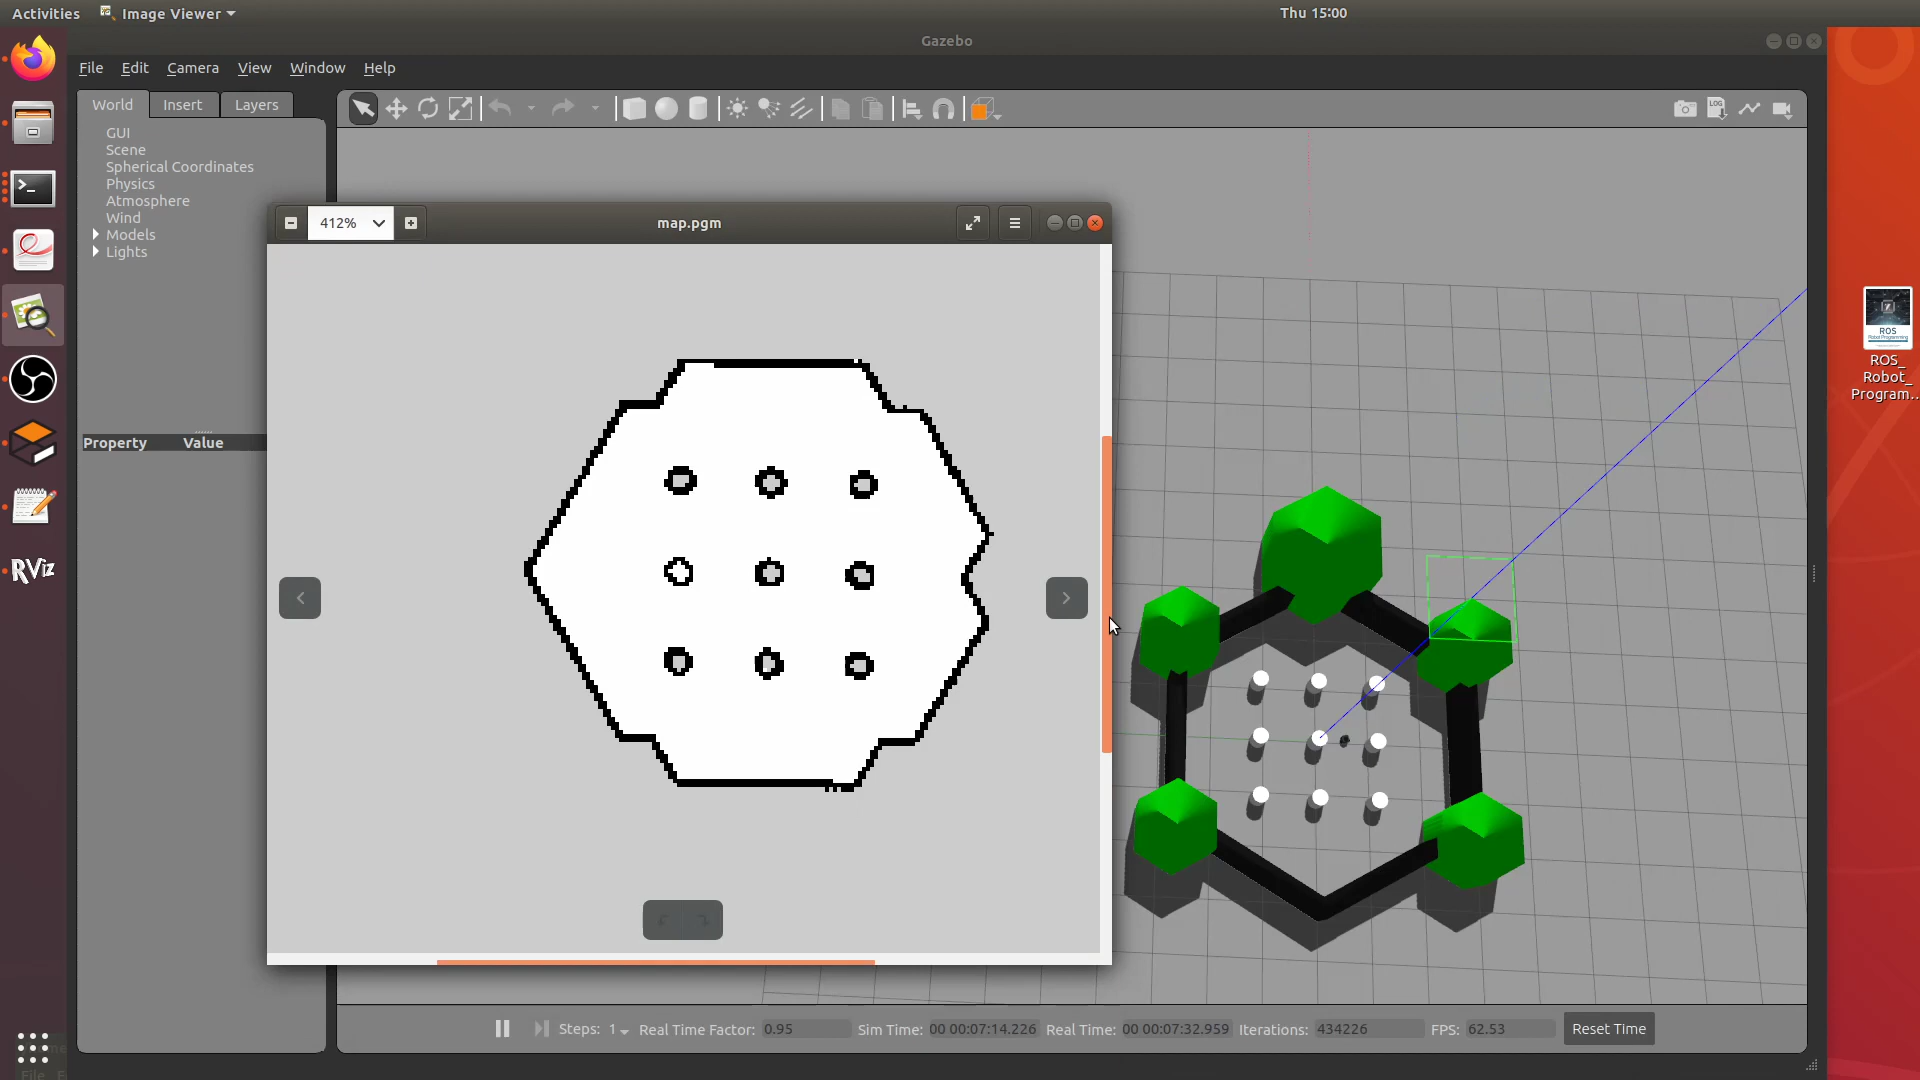 Activities Image Viewer Thu 15:00
Gazebo
File Edit Camera View Window Help
World Insert Layers
GUI
Scene
Spherical Coordinates
Physics
Atmosphere
Wind
Models
Lights
412% map.pgm
Property Value
LOG
ROS
ROS_
Robot_
Program...
RViz
Steps: 1 Real Time Factor: 0.95 Sim Time: 00 00:07:14.226 Real Time: 00 00:07:32.959 Iterations: 434226 FPS: 62.53 Reset Time